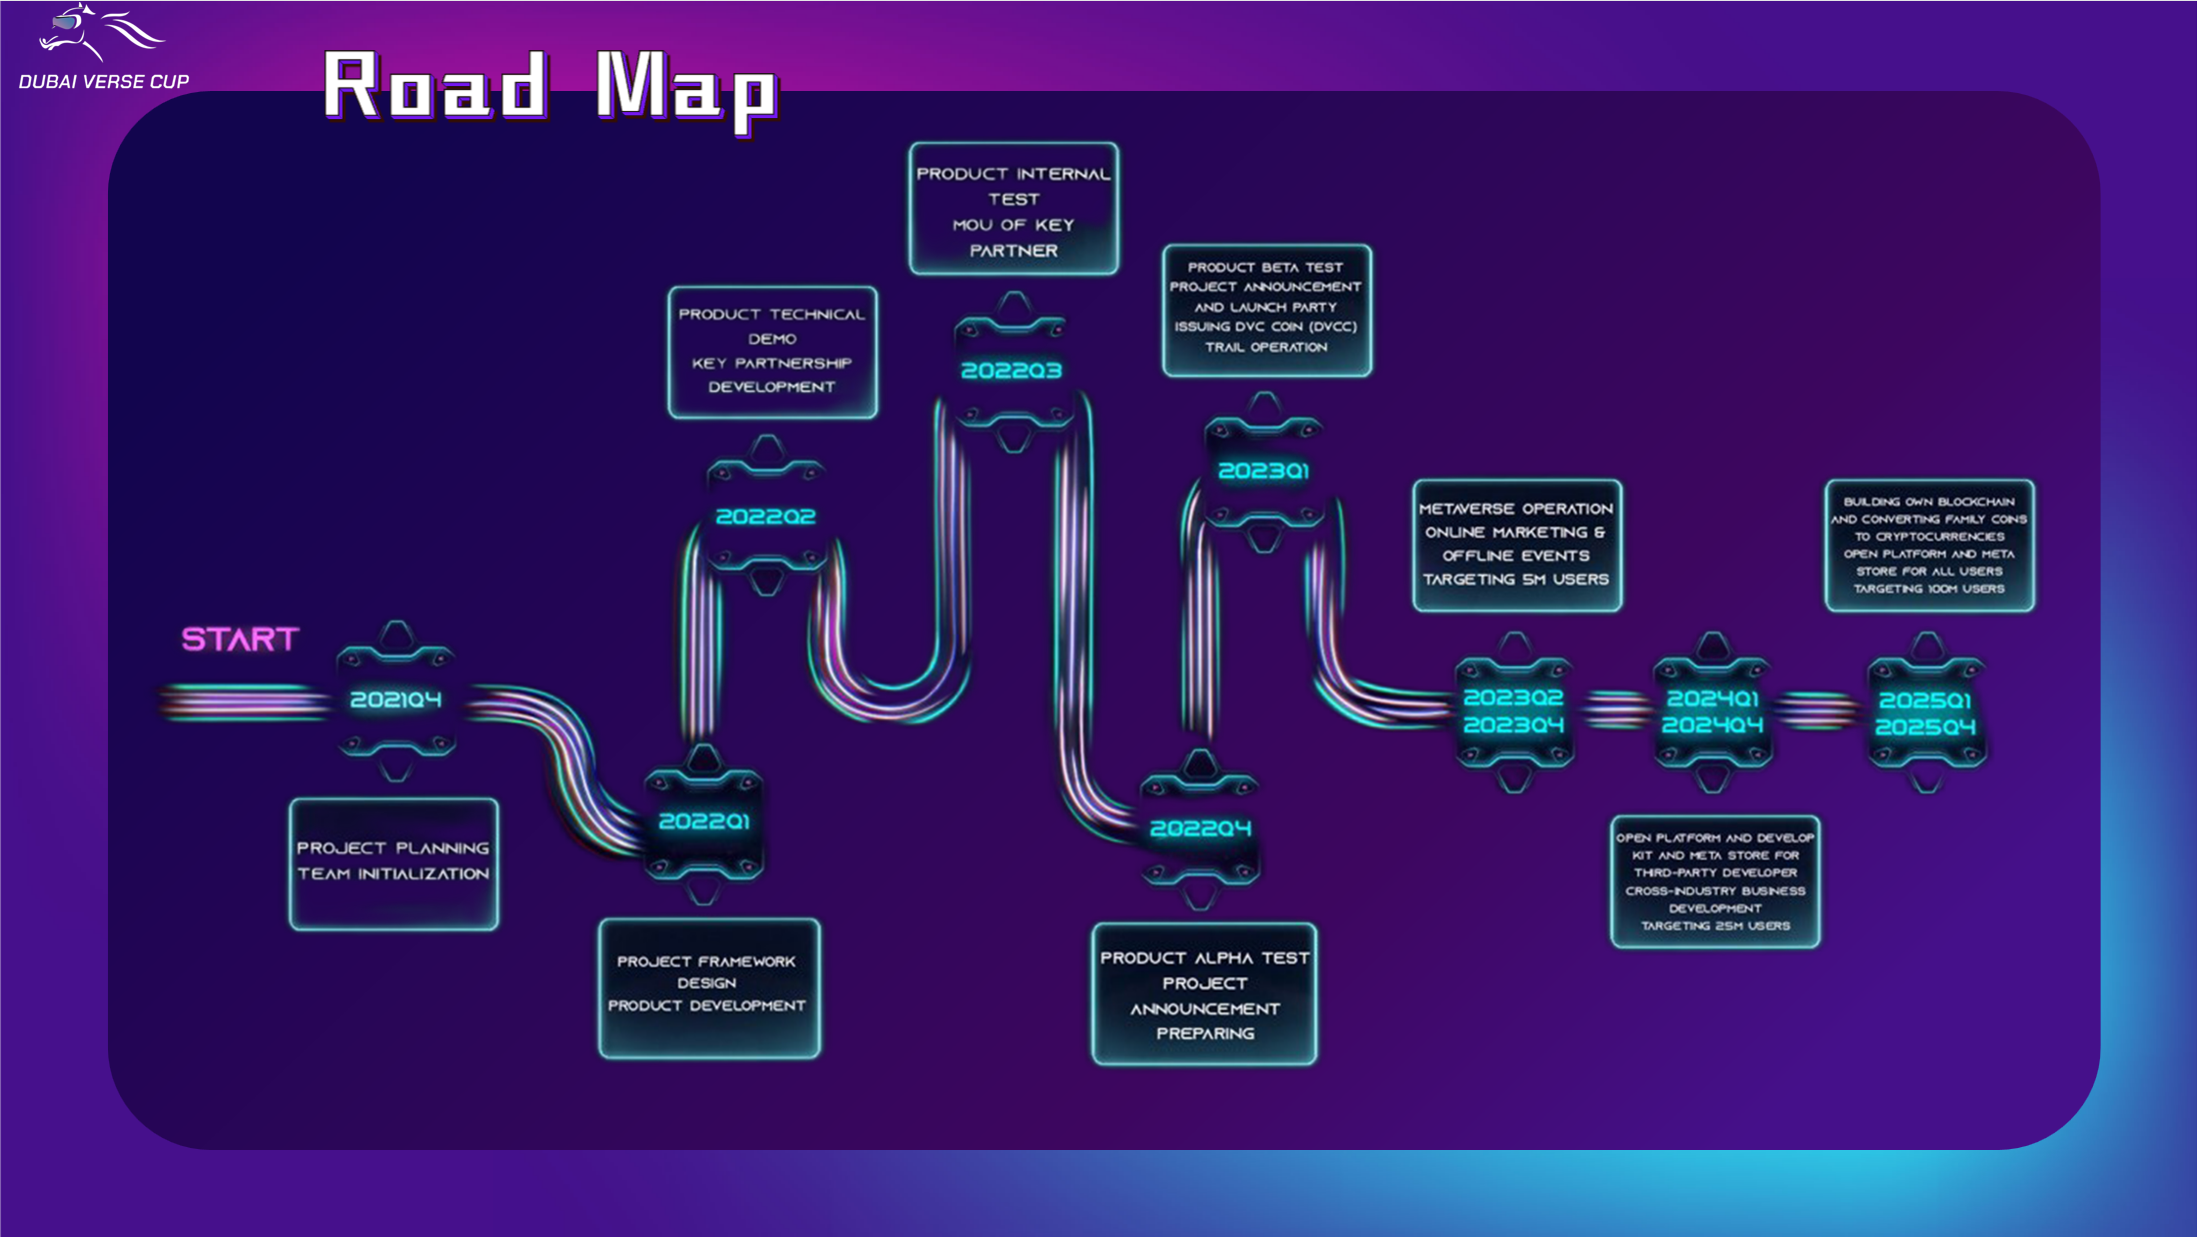 DUBAI VERSE CUP
Road Map
START
2021Q4
PROJECT PLANNING
TEAM INITIALIZATION
2022Q1
PROJECT FRAMEWORK
DESIGN
PRODUCT DEVELOPMENT
PRODUCT TECHNICAL
DEMO
KEY PARTNERSHIP
DEVELOPMENT
2022Q2
PRODUCT INTERNAL
TEST
MOU OF KEY
PARTNER
2022Q3
2022Q4
PRODUCT ALPHA TEST
PROJECT
ANNOUNCEMENT
PREPARING
PRODUCT BETA TEST
PROJECT ANNOUNCEMENT
AND LAUNCH PARTY
ISSUING DVC COIN (DVCC)
TRAIL OPERATION
2023Q1
METAVERSE OPERATION
ONLINE MARKETING &
OFFLINE EVENTS
TARGETING 5M USERS
2023Q2
2023Q4
2024Q1
2024Q4
OPEN PLATFORM AND DEVELOP
KIT AND META STORE FOR
THIRD-PARTY DEVELOPER
CROSS-INDUSTRY BUSINESS
DEVELOPMENT
TARGETING 25M USERS
BUILDING OWN BLOCKCHAIN
AND CONVERTING FAMILY COINS
TO CRYPTOCURRENCIES
OPEN PLATFORM AND META
STORE FOR ALL USERS
TARGETING 100M USERS
2025Q1
2025Q4